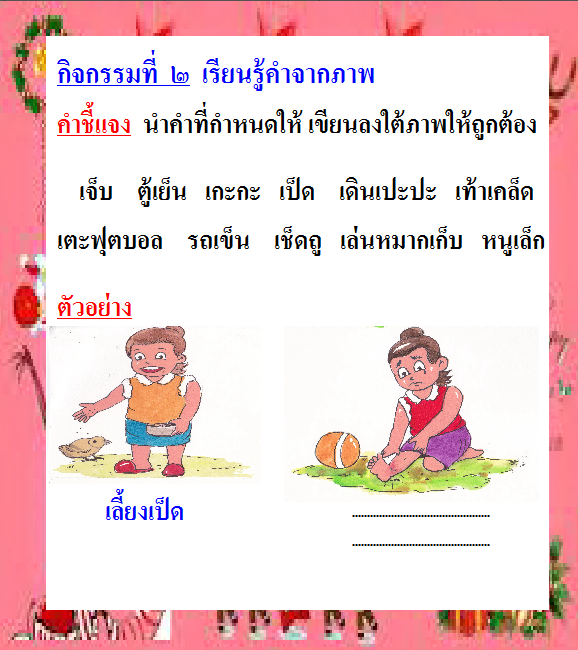 กิจกรรมที่ ๒ เรียนรู้คำจากภาพ
คำชี้แจง นำคำที่กำหนดให้ เขียนลงใต้ภาพให้ถูกต้อง
เจ็บ ตู้เย็น เกะกะ เป็ด เดินเปะปะ เท้าเคล็ด
เตะฟุตบอล รถเข็น เช็ดถู เล่นหมากเก็บ หนูเล็ก
ตัวอย่าง
เลี้ยงเป็ด